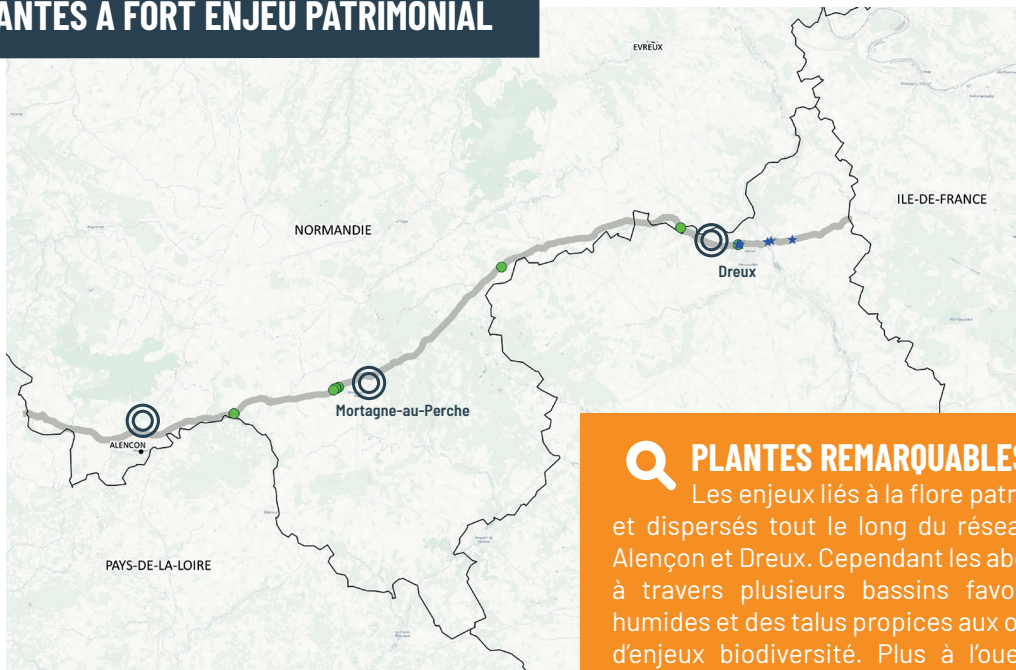 ANTES A FORT ENJEU PATRIMONIAL
EVREUX
ILE-DE-FRANCE
NORMANDIE
Dreux
Mortagne-au-Perche
ALENCON
PAYS-DE-LA-LOIRE
PLANTES REMARQUABLES
Les enjeux liés à la flore patr
et dispersés tout le long du résea
Alençon et Dreux. Cependant les ab
à travers plusieurs bassins favo
humides et des talus propices aux o
d'enjeux biodiversité. Plus à l'oue